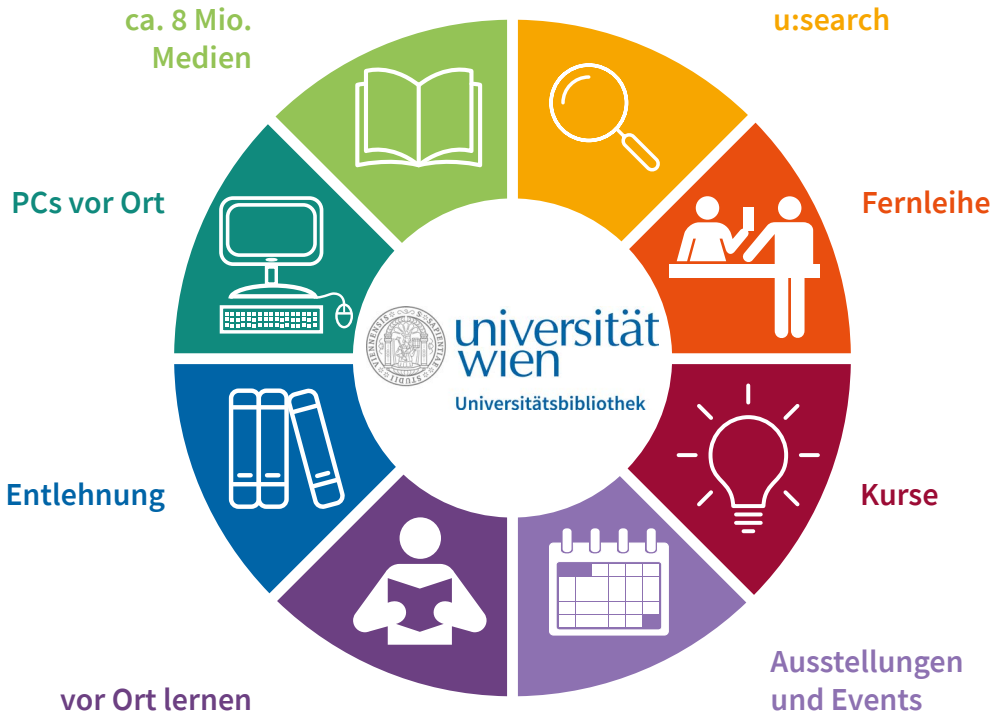 ca. 8 Mio.
Medien
u:search
PCs vor Ort
Fernleihe
universität
wien
Universitätsbibliothek
Entlehnung
Kurse
vor Ort lernen
Ausstellungen
und Events